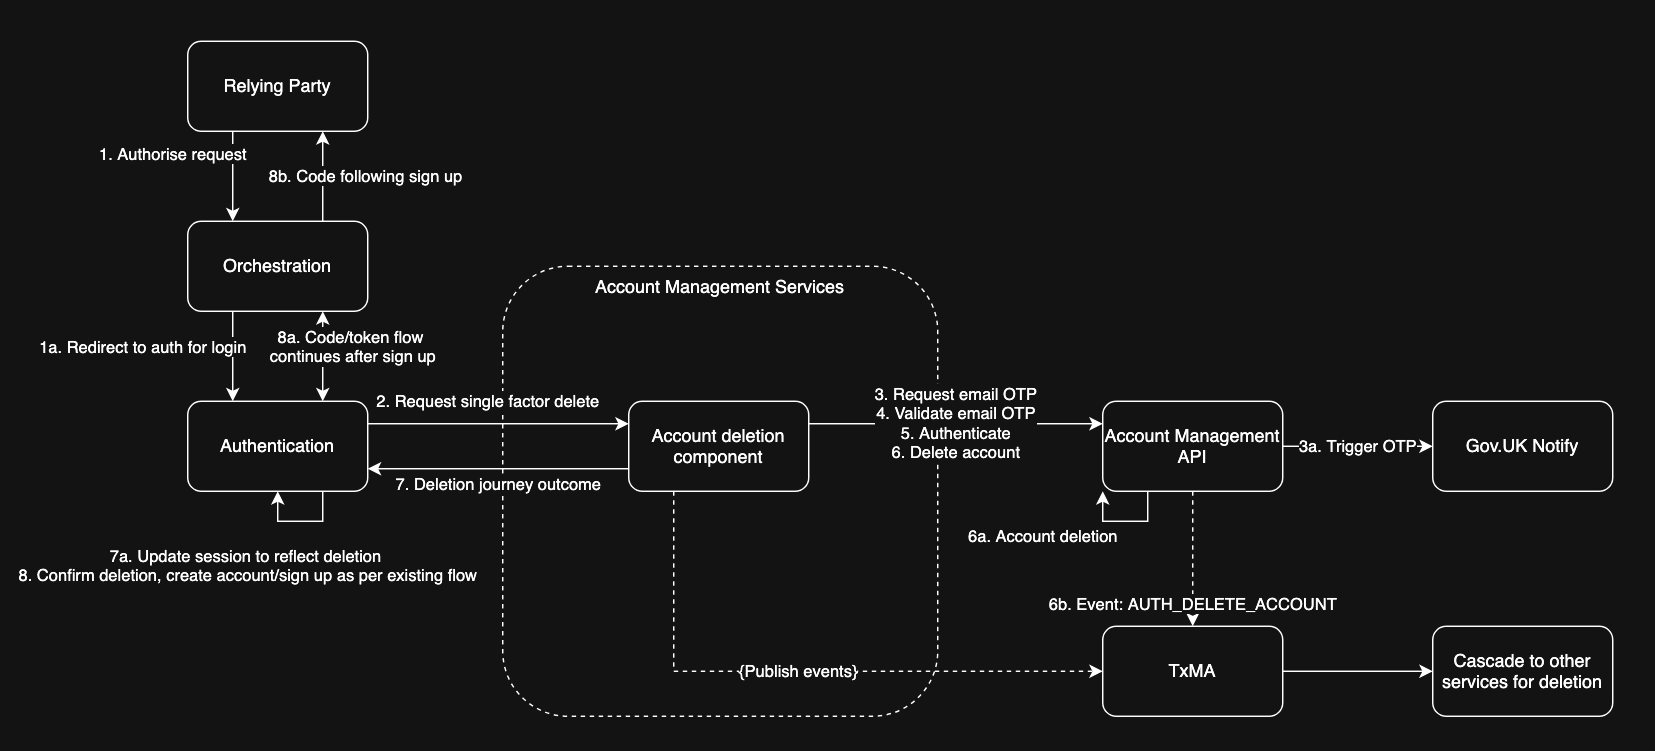 Relying Party
1. Authorise request
8b. Code following sign up
Orchestration
Account Management Services
1a. Redirect to auth for login
8a. Code/token flow
continues after sign up
2. Request single factor delete
3. Request email OTP
4. Validate email OTP
5. Authenticate
6. Delete account
Authentication
Account deletion
component
Account Management
API
3a. Trigger OTP
Gov.UK Notify
7. Deletion journey outcome
6a. Account deletion
7a. Update session to reflect deletion
8. Confirm deletion, create account/sign up as per existing flow
6b. Event: AUTH_DELETE_ACCOUNT
{Publish events}
TxMA
Cascade to other
services for deletion